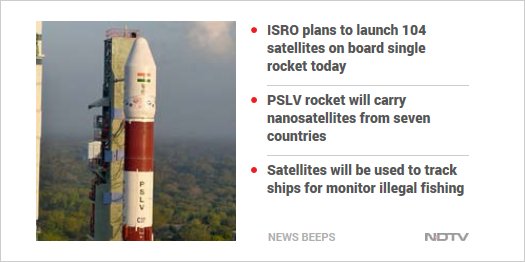 ISRO plans to launch 104
satellites on board single
rocket today
PSLV rocket will carry
nanosatellites from seven
countries
Satellites will be used to track
ships for monitor illegal fishing
PSLV
NEWS BEEPS
NDTV